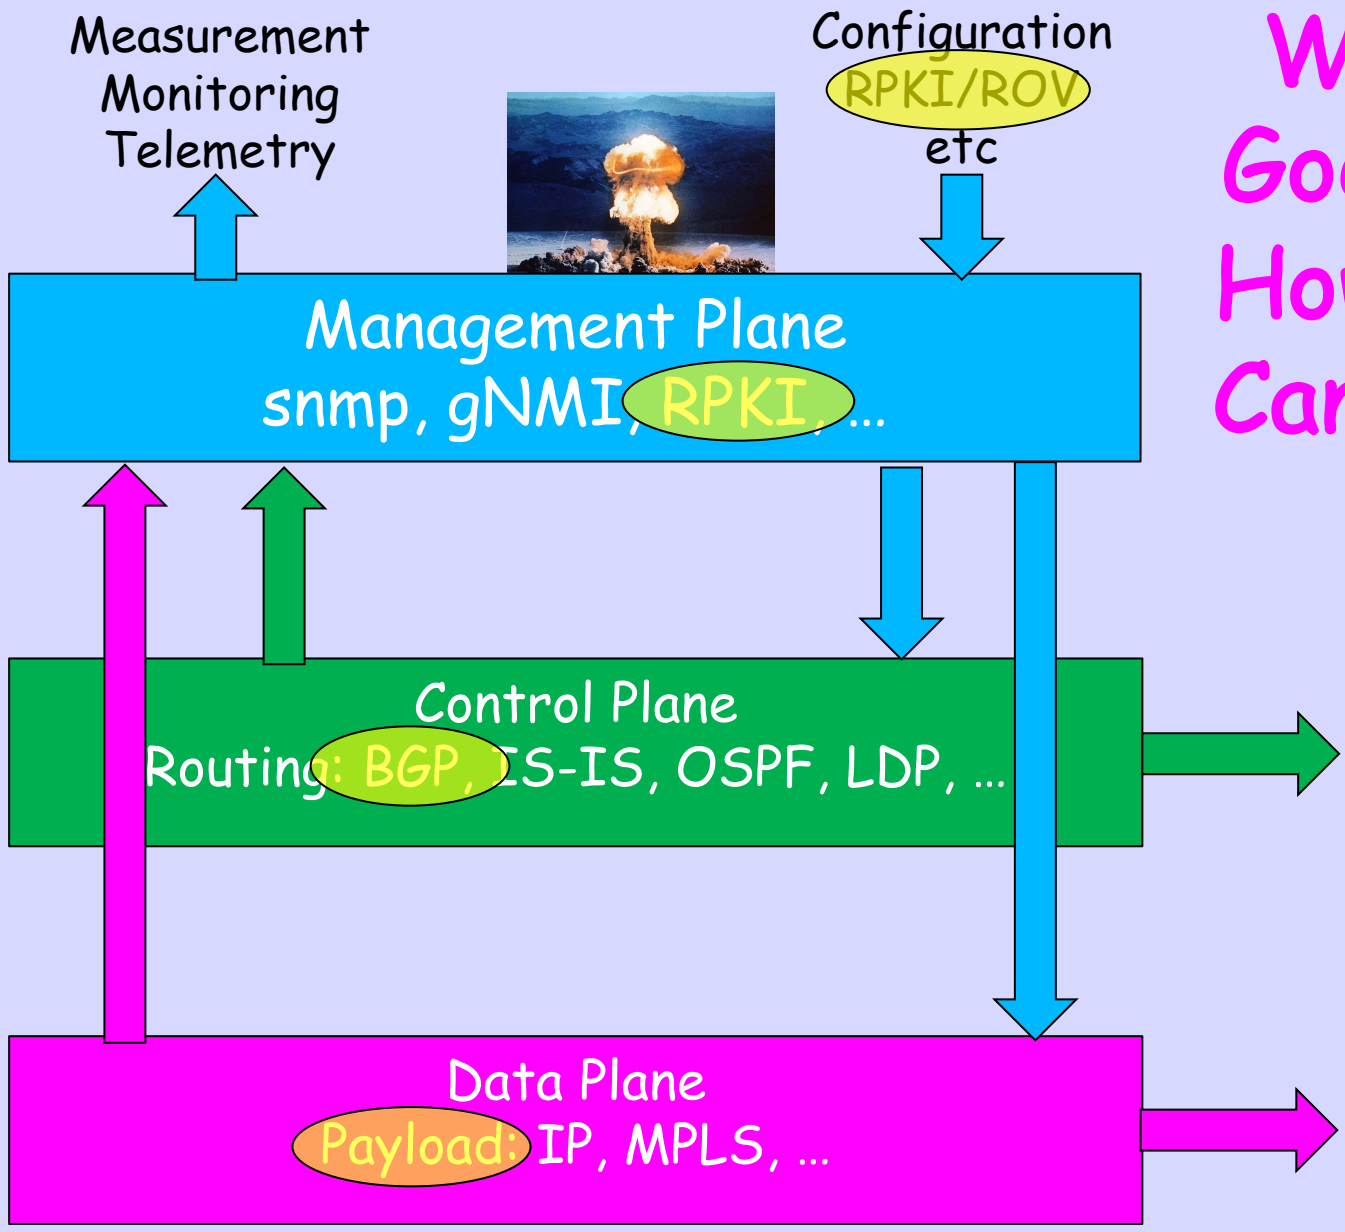 Measurement
Monitoring
Telemetry
Configuration
RPKI/ROV
etc
Management Plane
snmp, gNMI, RPKI, ...
Control Plane
Routing: BGP, IS-IS, OSPF, LDP, ...
Data Plane
Payload: IP, MPLS, ...